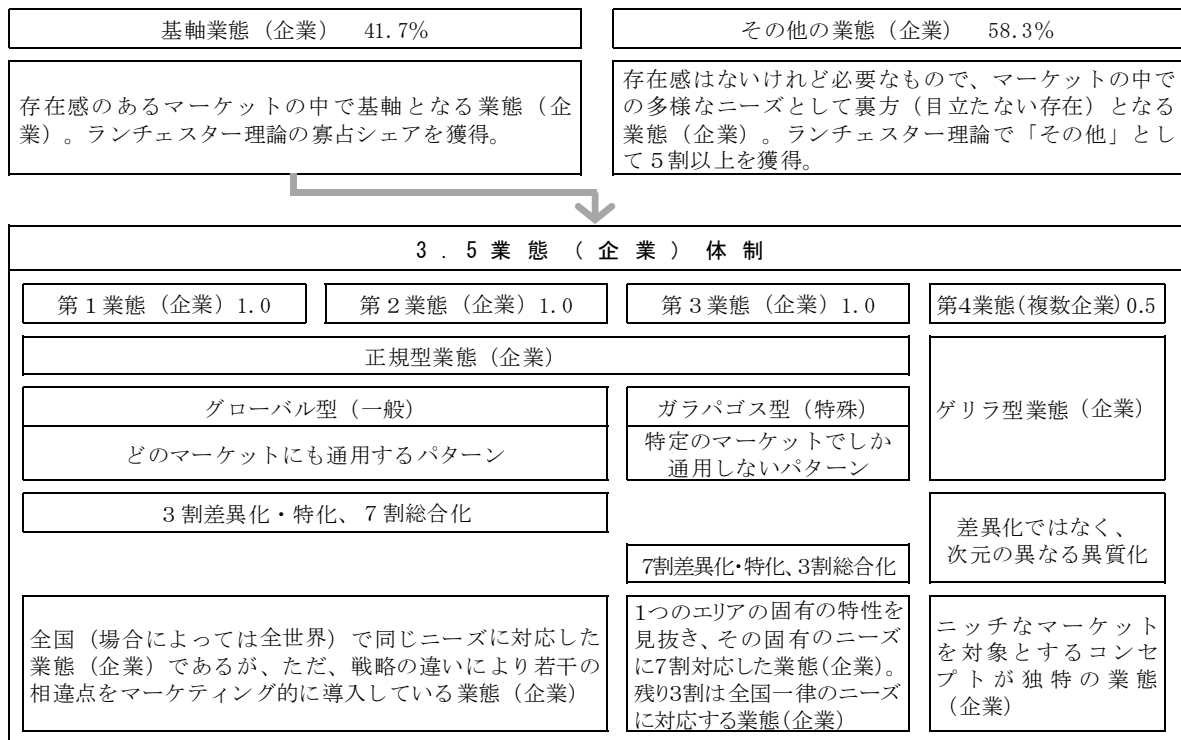 基軸業態（企業）　41.7%
その他の業態（企業）　58.3%
存在感のあるマーケットの中で基軸となる業態（企
業）。ランチェスター理論の寡占シェアを獲得。
存在感はないけれど必要なもので、マーケットの中で
の多様なニーズとして裏方（目立たない存在）となる
業態（企業）。ランチェスター理論で「その他」とし
て５割以上を獲得。
３．５業態（企業）体制
第１業態（企業）1.0
第２業態（企業）1.0
第３業態（企業）1.0
第4業態(複数企業)0.5
正規型業態（企業）
ゲリラ型業態（企業）
グローバル型（一般）
ガラパゴス型（特殊）
どのマーケットにも通用するパターン
特定のマーケットでしか
通用しないパターン
３割差異化・特化、７割総合化
差異化ではなく、
次元の異なる異質化
7割差異化・特化、3割総合化
全国（場合によっては全世界）で同じニーズに対応した
業態（企業）であるが、ただ、戦略の違いにより若干の
相違点をマーケティング的に導入している業態（企業）
1つのエリアの固有の特性を
見抜き、その固有のニーズ
に7割対応した業態(企業)。
残り3割は全国一律のニーズ
に対応する業態(企業)
ニッチなマーケット
を対象とするコンセ
プトが独特の業態
（企業）